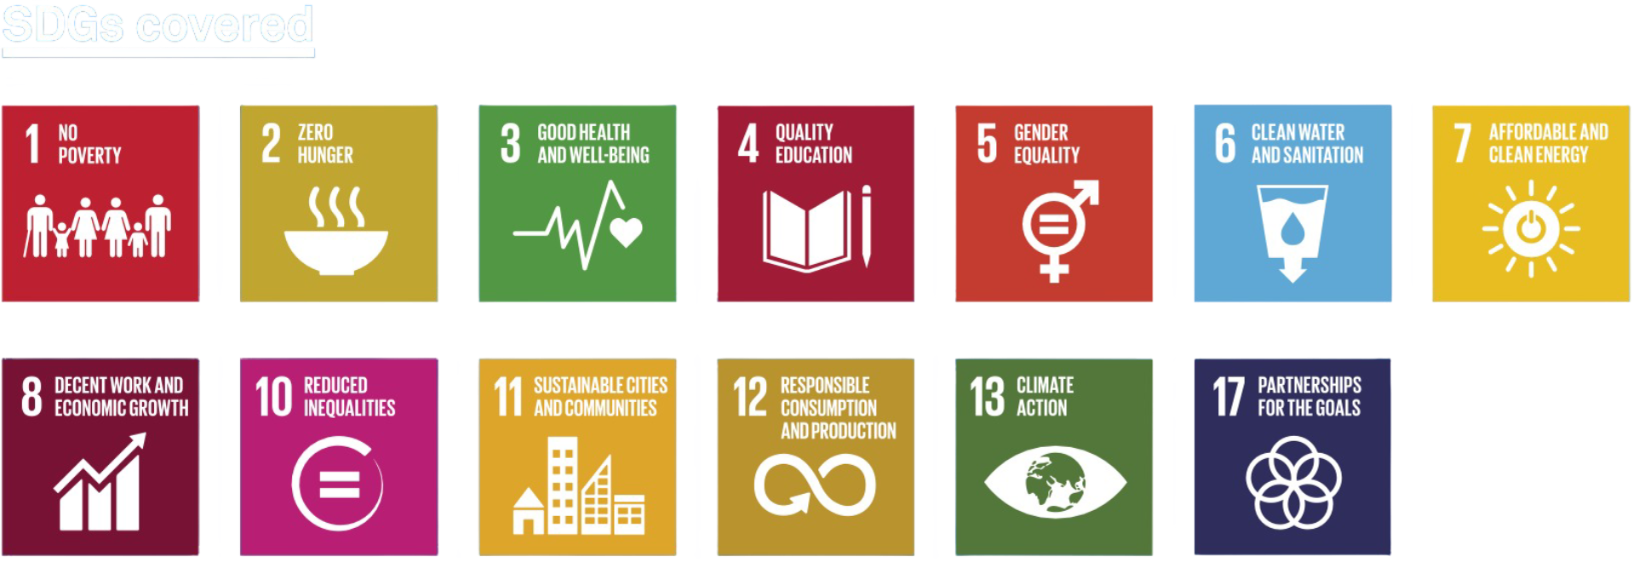 SDGs covered
1 NO
POVERTY
2 ZERO
HUNGER
3 GOOD HEALTH
AND WELL-BEING
4 QUALITY
EDUCATION
5 GENDER
EQUALITY
6 CLEAN WATER
AND SANITATION
7 AFFORDABLE AND
CLEAN ENERGY
8 DECENT WORK AND
ECONOMIC GROWTH
10 REDUCED
INEQUALITIES
11 SUSTAINABLE CITIES
AND COMMUNITIES
12 RESPONSIBLE
CONSUMPTION
AND PRODUCTION
13 CLIMATE
ACTION
17 PARTNERSHIPS
FOR THE GOALS